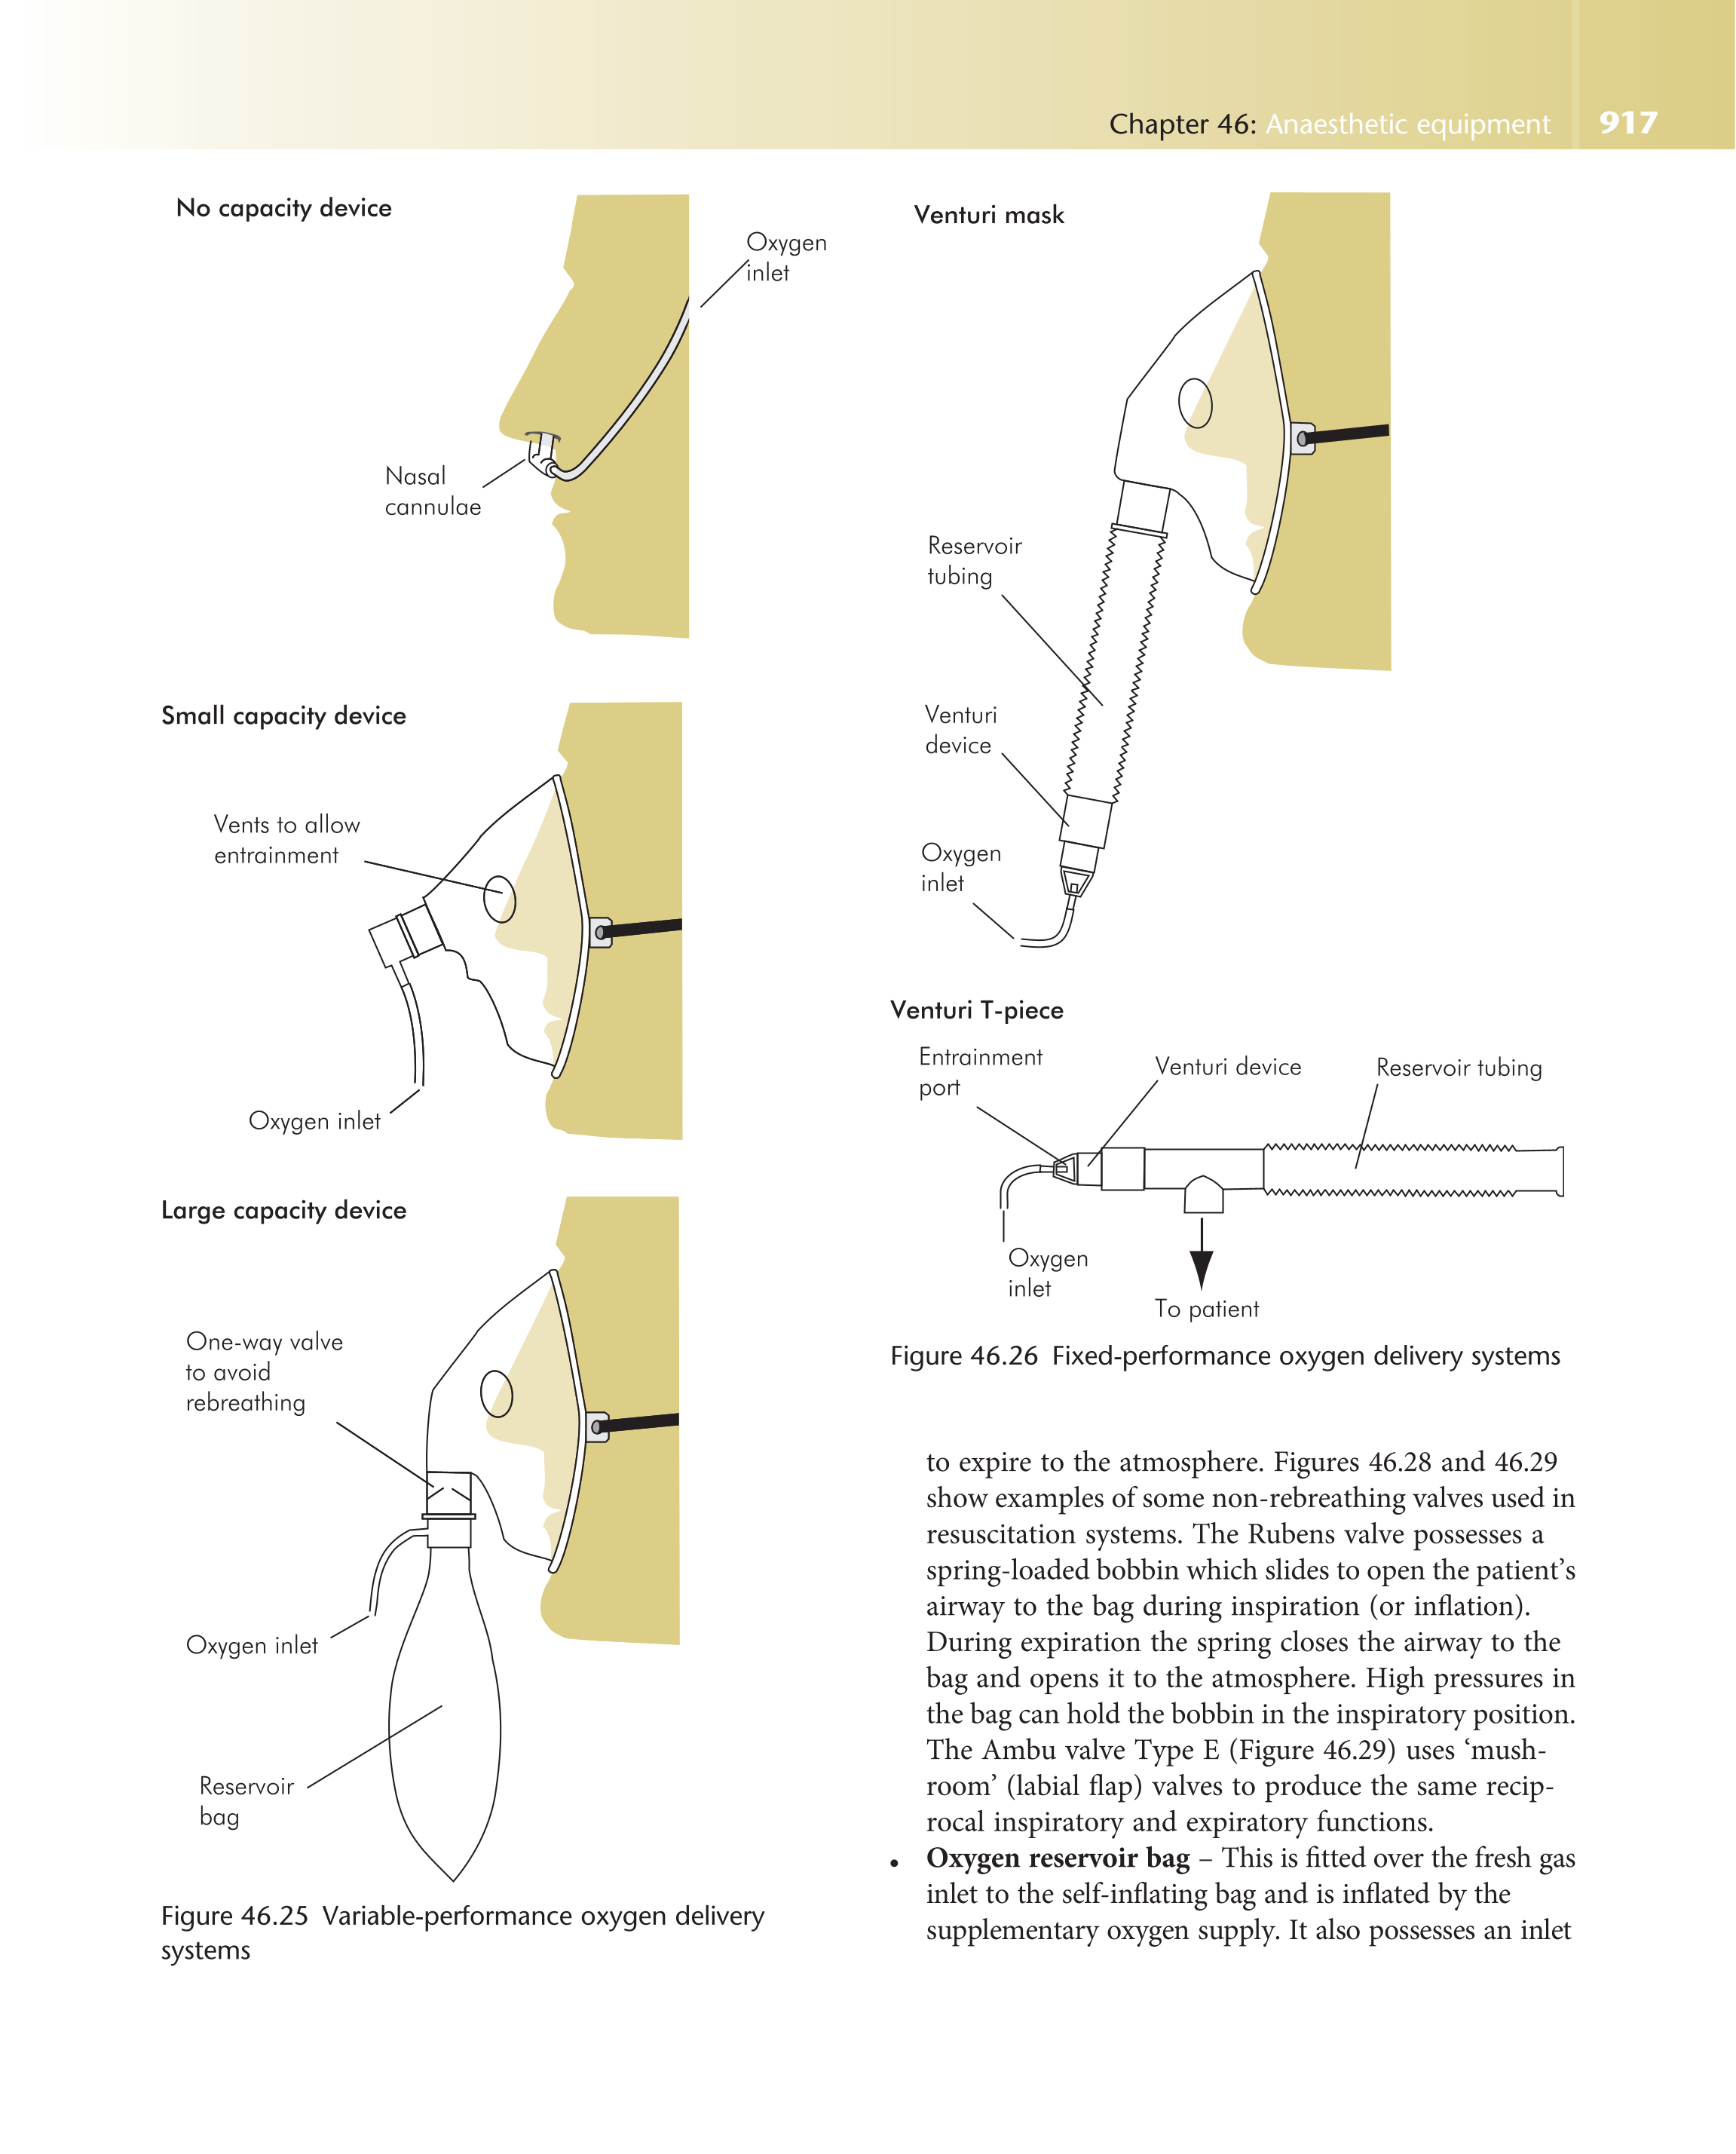 Chapter 46: Anaesthetic equipment 917
No capacity device
Oxygen
inlet
Nasal
cannulae
Small capacity device
Vents to allow
entrainment
Oxygen inlet
Large capacity device
One-way valve
to avoid
rebreathing
Oxygen inlet
Reservoir
bag
Figure 46.25 Variable-performance oxygen delivery
systems
Venturi mask
Reservoir
tubing
Venturi
device
Oxygen
inlet
Venturi T-piece
Entrainment
port
Venturi device
Reservoir tubing
Oxygen
inlet
To patient
Figure 46.26 Fixed-performance oxygen delivery systems
to expire to the atmosphere. Figures 46.28 and 46.29
show examples of some non-rebreathing valves used in
resuscitation systems. The Rubens valve possesses a
spring-loaded bobbin which slides to open the patient’s
airway to the bag during inspiration (or inflation).
During expiration the spring closes the airway to the
bag and opens it to the atmosphere. High pressures in
the bag can hold the bobbin in the inspiratory position.
The Ambu valve Type E (Figure 46.29) uses ‘mush-
room’ (labial flap) valves to produce the same recip-
rocal inspiratory and expiratory functions.
• Oxygen reservoir bag – This is fitted over the fresh gas
inlet to the self-inflating bag and is inflated by the
supplementary oxygen supply. It also possesses an inlet